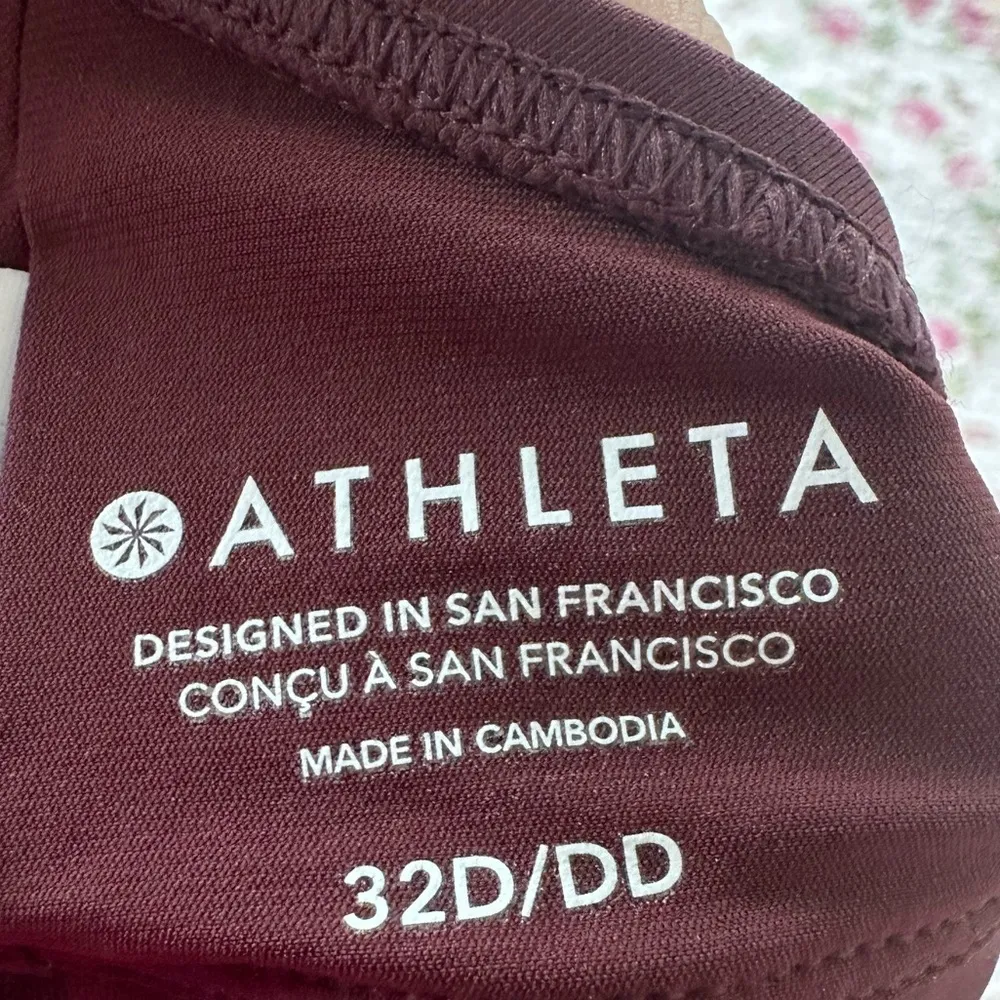 ATHLETA
DESIGNED IN SAN FRANCISCO
CONÇU À SAN FRANCISCO
MADE IN CAMBODIA
32D/DD